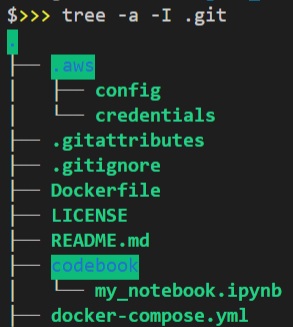 $>>> tree -a -I .git
.
├── .aws
│   ├── config
│   └── credentials
├── .gitattributes
├── .gitignore
├── Dockerfile
├── LICENSE
├── README.md
├── codebook
│   └── my_notebook.ipynb
├── docker-compose.yml